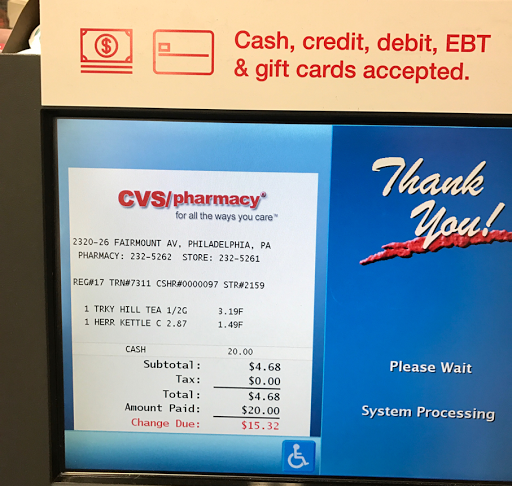 Cash, credit, debit, EBT
& gift cards accepted.
CVS/pharmacy®
for all the ways you care™
2320-26 FAIRMOUNT AV, PHILADELPHIA, PA
PHARMACY: 232-5262 STORE: 232-5261
REG#17 TRN#7311 CSHR#0000097 STR#2159
1 TRKY HILL TEA 1/2G 3.19F
1 HERR KETTLE C 2.87 1.49F
CASH 20.00
Subtotal: $4.68
Tax: $0.00
Total: $4.68
Amount Paid: $20.00
Change Due: $15.32
Thank
You!
Please Wait
System Processing